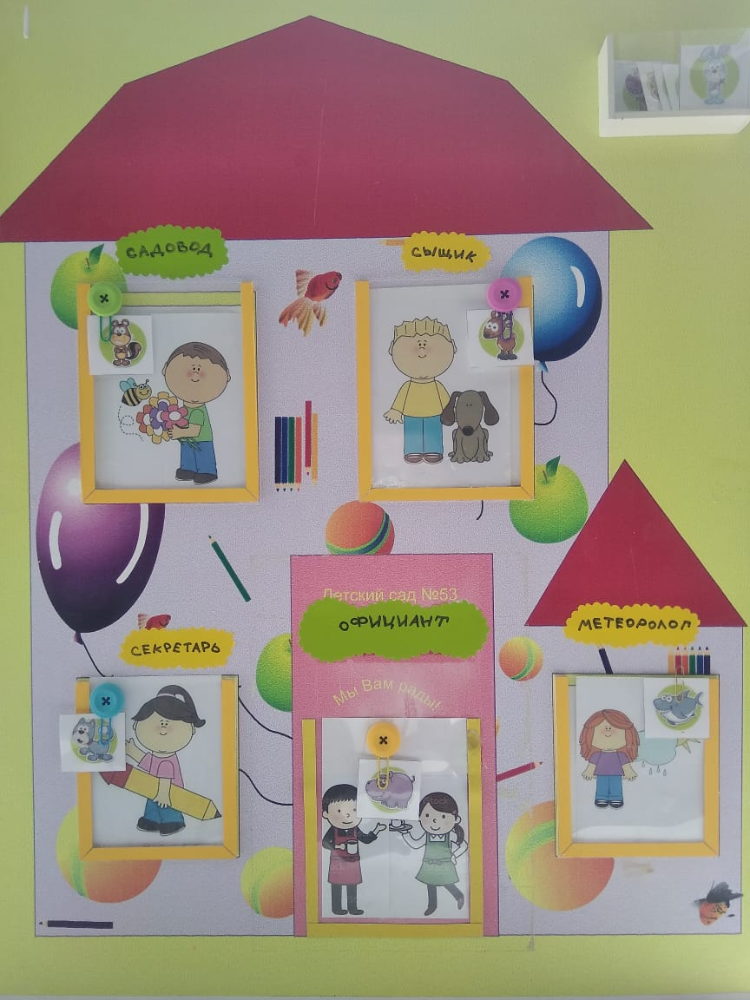 САДОВОД
СЫЩИК
Детский сад №53
ОФИЦИАНТ
СЕКРЕТАРЬ
МЕТЕОРОЛОГ
Мы Вам рады!